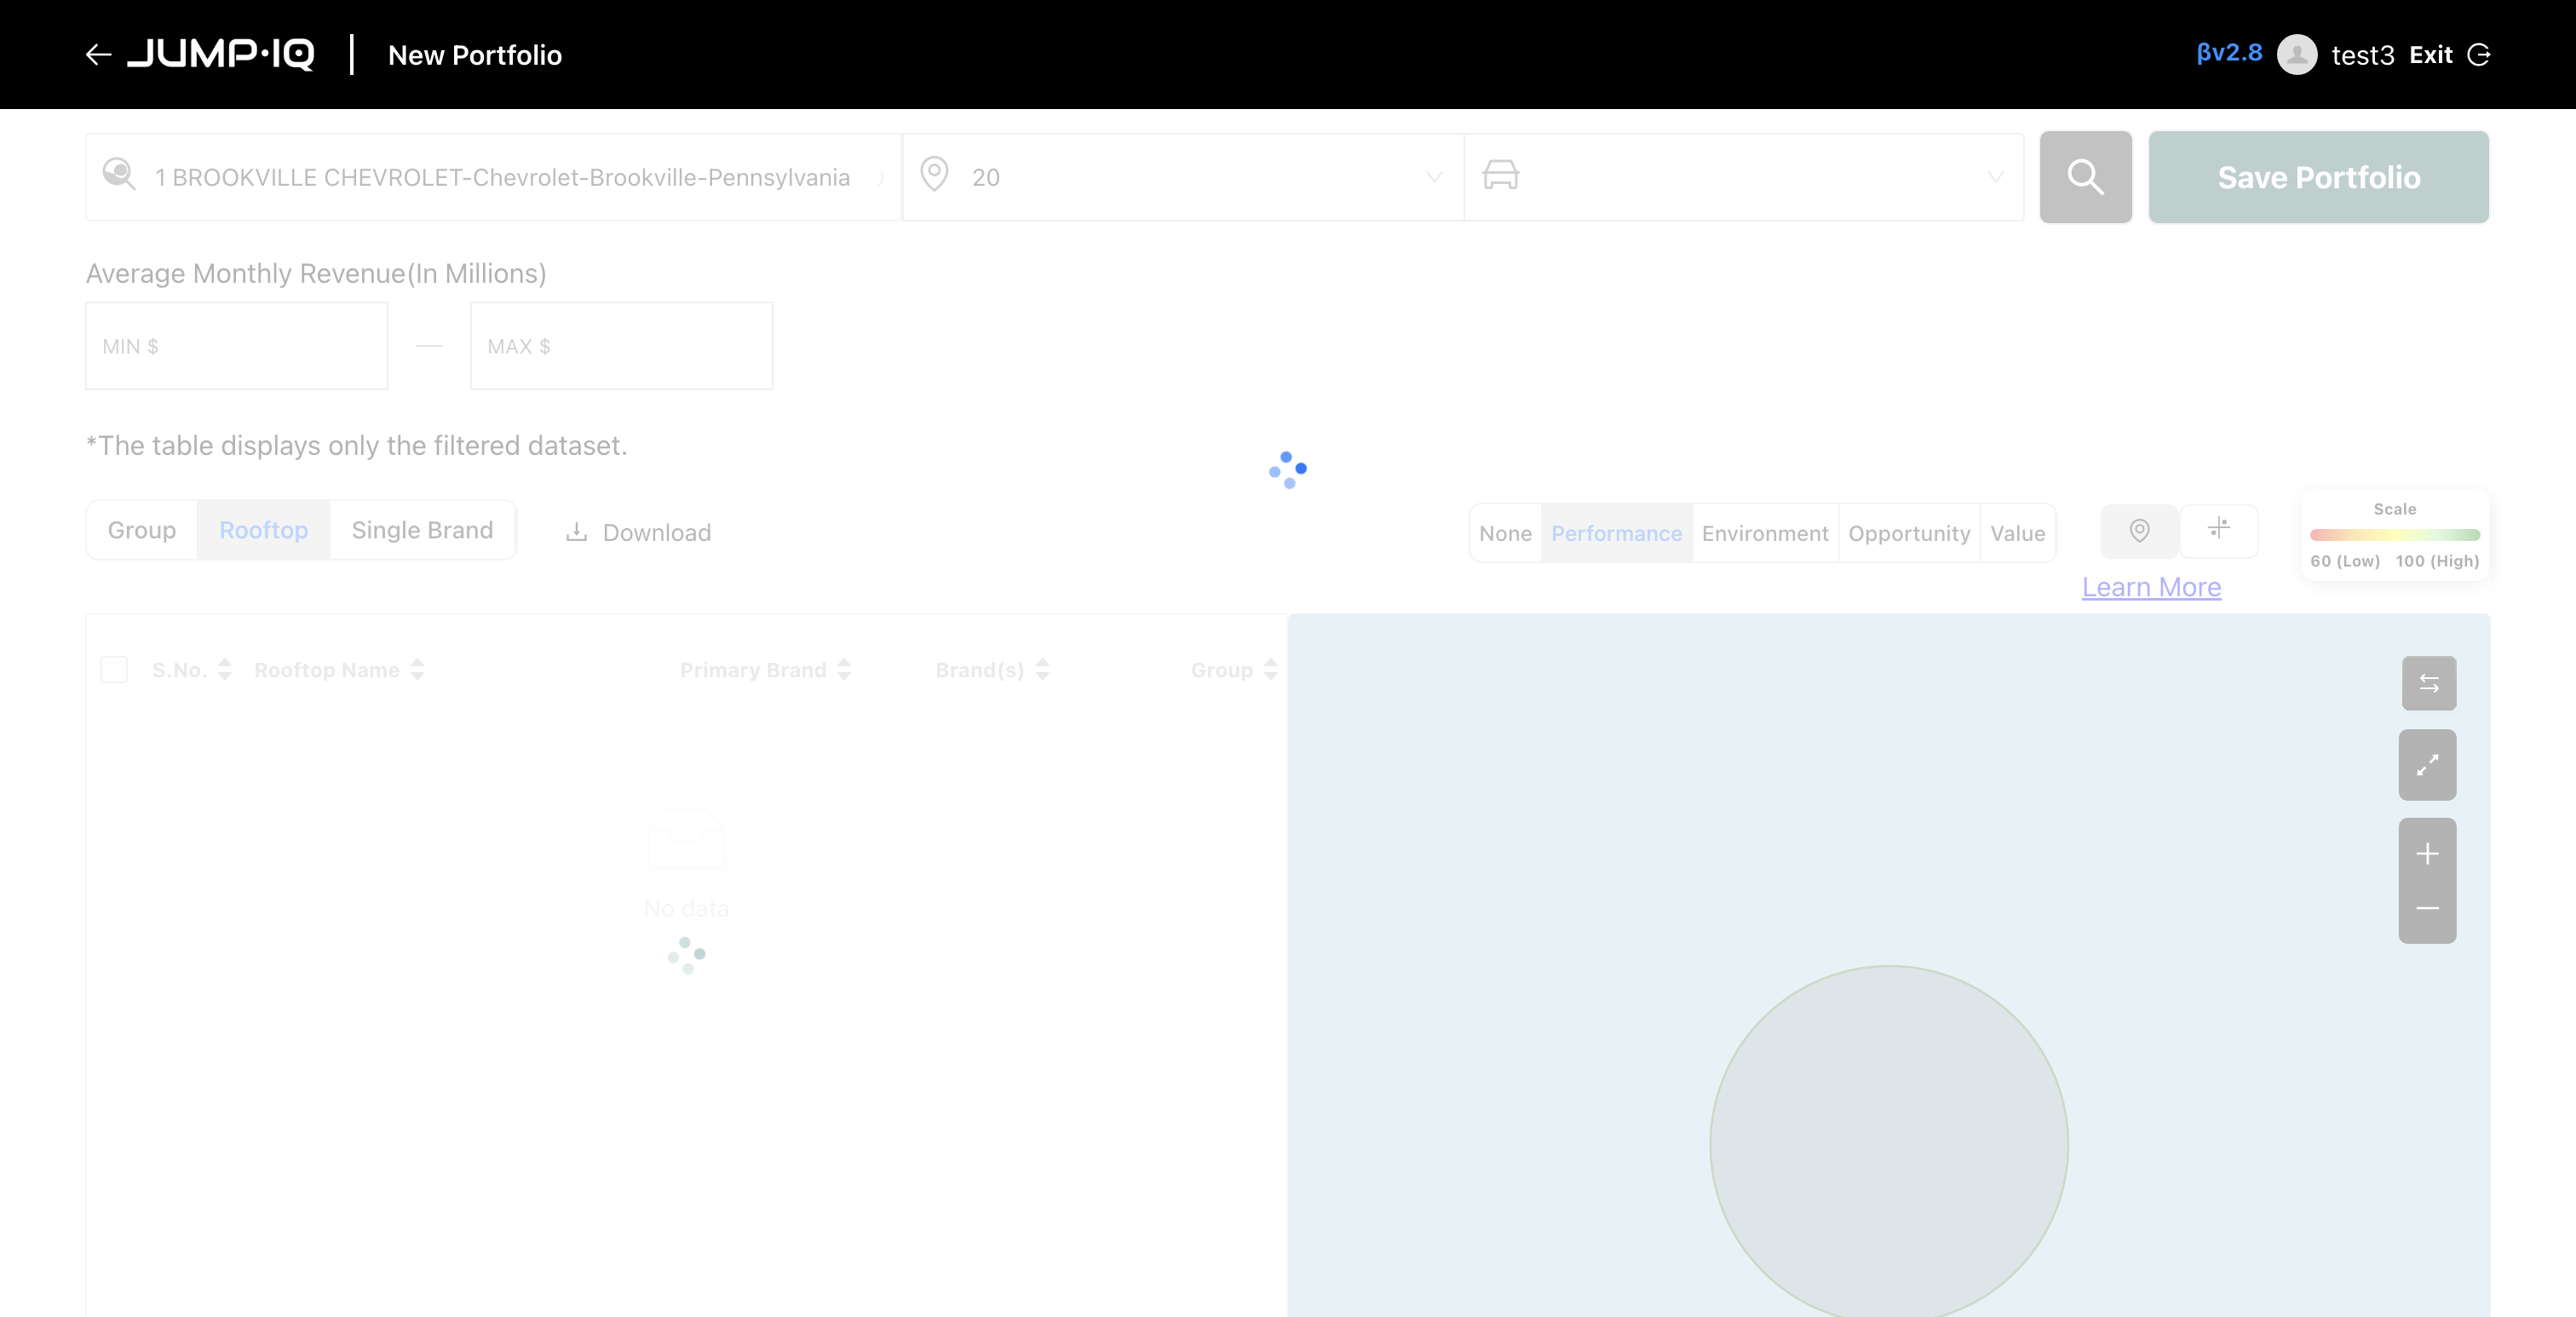 JUMP·IQ
New Portfolio
βv2.8
test3
Exit
1 BROOKVILLE CHEVROLET-Chevrolet-Brookville-Pennsylvania
20
Save Portfolio
Average Monthly Revenue(In Millions)
MIN $
MAX $
*The table displays only the filtered dataset.
Group
Rooftop
Single Brand
Download
None
Performance
Environment
Opportunity
Value
Learn More
Scale
60 (Low) 100 (High)
S.No.
Rooftop Name
Primary Brand
Brand(s)
Group
No data